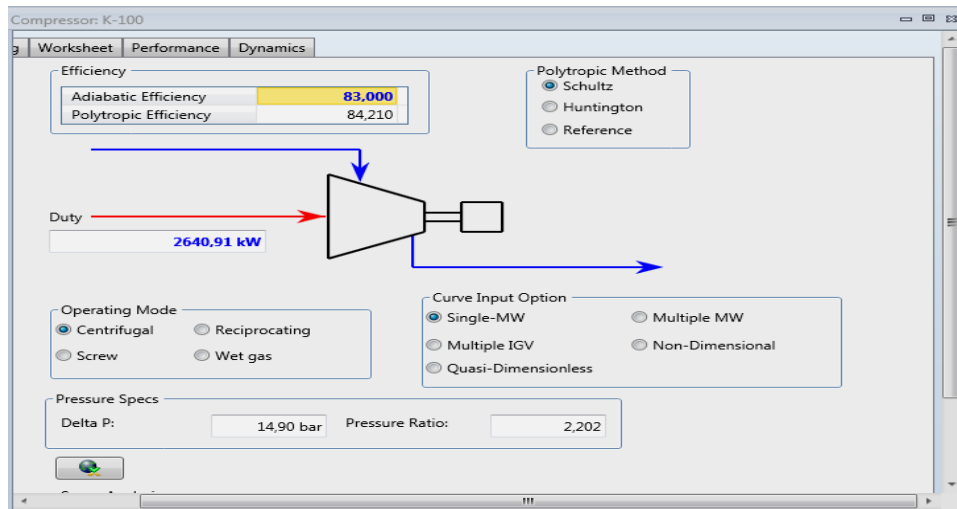 Compressor: K-100
g Worksheet Performance Dynamics
Efficiency
Adiabatic Efficiency 83,000
Polytropic Efficiency 84,210
Polytropic Method
Schultz
Huntington
Reference
Duty
2640,91 kW
Operating Mode
Centrifugal Reciprocating
Screw Wet gas
Curve Input Option
Single-MW Multiple MW
Multiple IGV Non-Dimensional
Quasi-Dimensionless
Pressure Specs
Delta P: 14,90 bar Pressure Ratio: 2,202